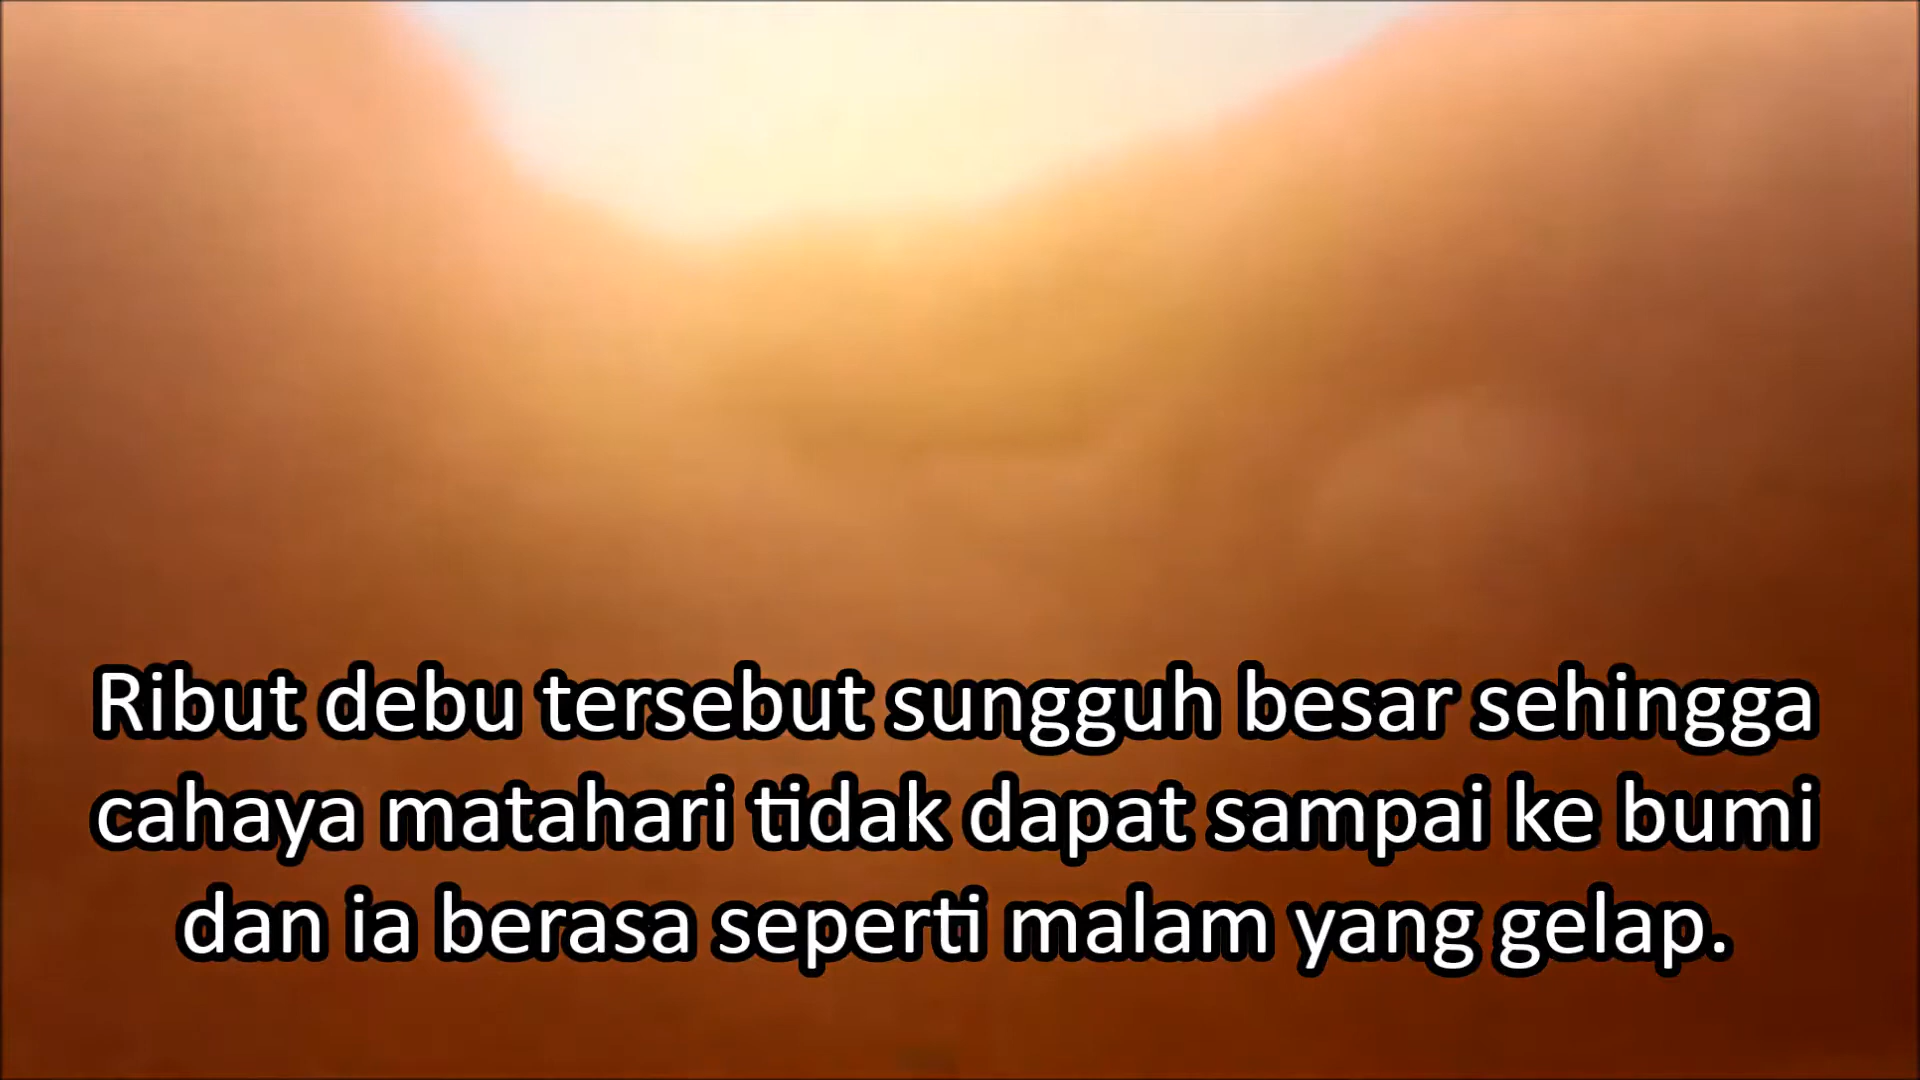 Ribut debu tersebut sungguh besar sehingga
cahaya matahari tidak dapat sampai ke bumi
dan ia berasa seperti malam yang gelap.